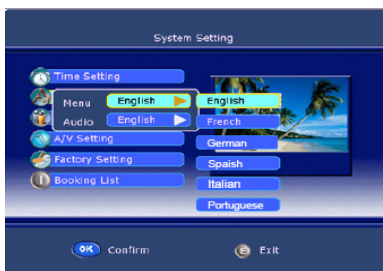 System Setting
Time Setting
Menu English English
Audio English French
A/V Setting German
Factory Setting Spaish
Booking List Italian
Portuguese
OK Confirm Exit